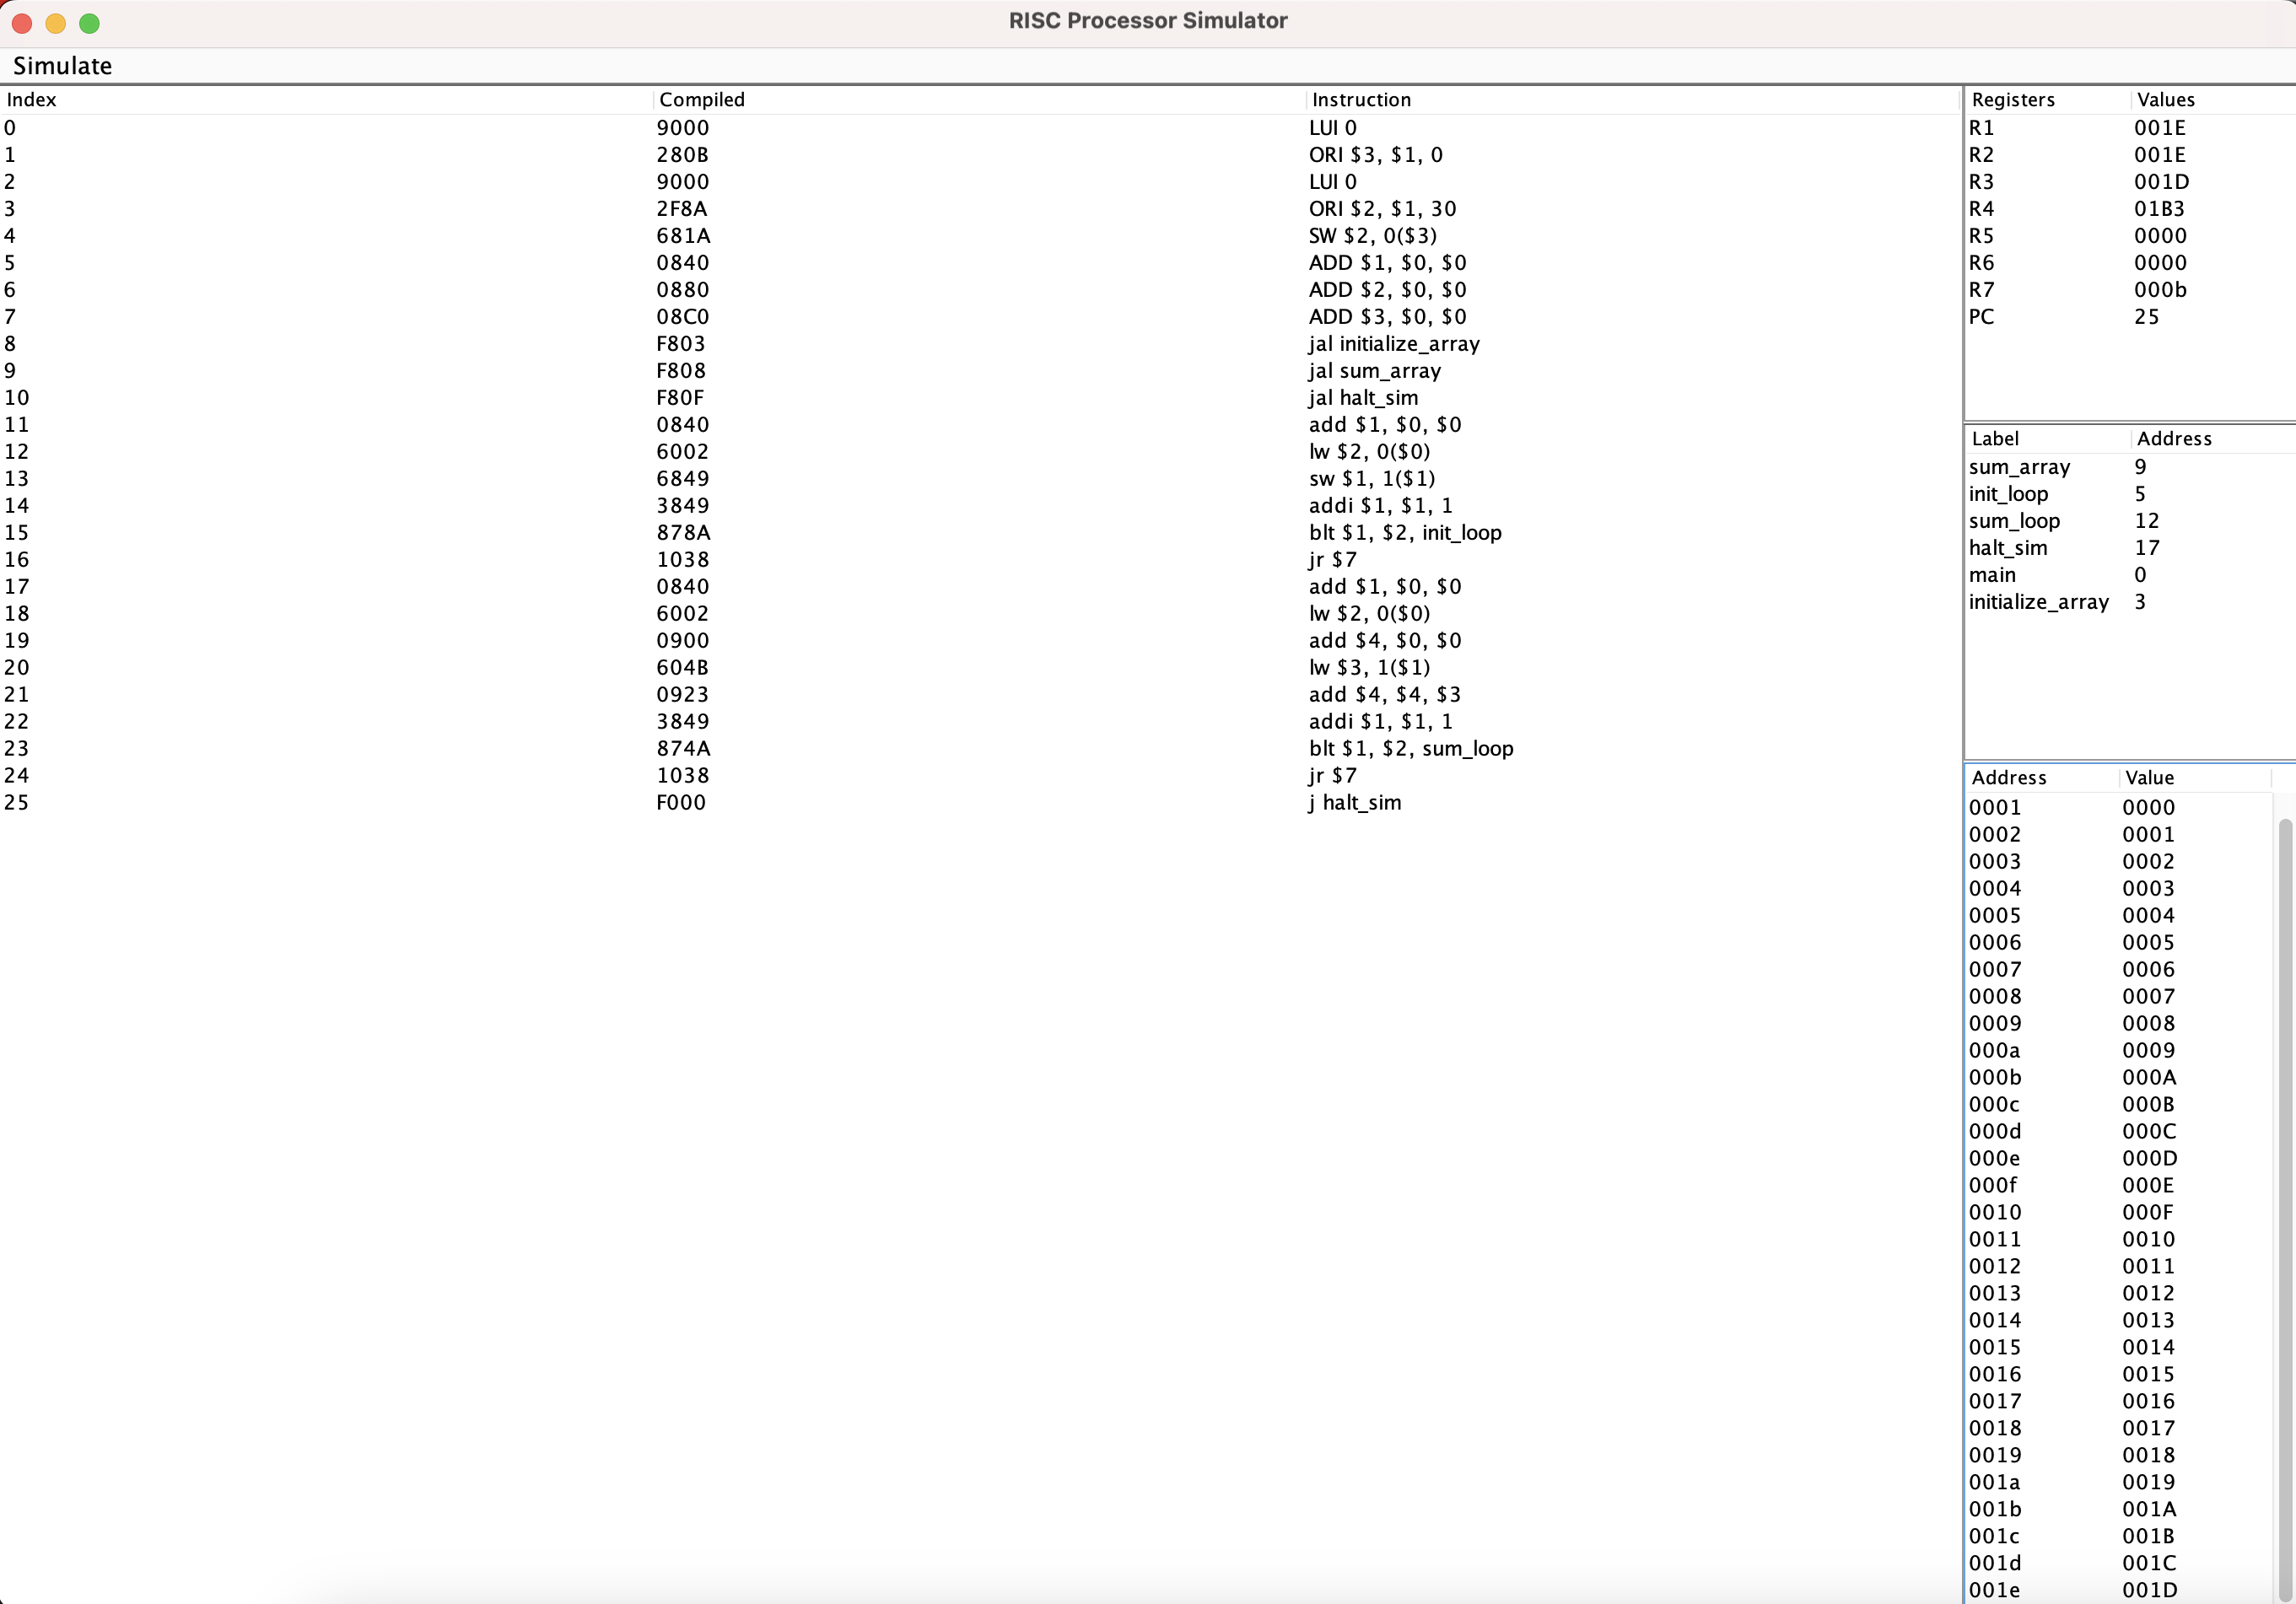 RISC Processor Simulator
Simulate
Index Compiled Instruction
0 9000 LUI 0
1 280B ORI $3, $1, 0
2 9000 LUI 0
3 2F8A ORI $2, $1, 30
4 681A SW $2, 0($3)
5 0840 ADD $1, $0, $0
6 0880 ADD $2, $0, $0
7 08C0 ADD $3, $0, $0
8 F803 jal initialize_array
9 F808 jal sum_array
10 F80F jal halt_sim
11 0840 add $1, $0, $0
12 6002 lw $2, 0($0)
13 6849 sw $1, 1($1)
14 3849 addi $1, $1, 1
15 878A blt $1, $2, init_loop
16 1038 jr $7
17 0840 add $1, $0, $0
18 6002 lw $2, 0($0)
19 0900 add $4, $0, $0
20 604B lw $3, 1($1)
21 0923 add $4, $4, $3
22 3849 addi $1, $1, 1
23 874A blt $1, $2, sum_loop
24 1038 jr $7
25 F000 j halt_sim
Registers Values
R1 001E
R2 001E
R3 001D
R4 01B3
R5 0000
R6 0000
R7 000b
PC 25
Label Address
sum_array 9
init_loop 5
sum_loop 12
halt_sim 17
main 0
initialize_array 3
Address Value
0001 0000
0002 0001
0003 0002
0004 0003
0005 0004
0006 0005
0007 0006
0008 0007
0009 0008
000a 0009
000b 000A
000c 000B
000d 000C
000e 000D
000f 000E
0010 000F
0011 0010
0012 0011
0013 0012
0014 0013
0015 0014
0016 0015
0017 0016
0018 0017
0019 0018
001a 0019
001b 001A
001c 001B
001d 001C
001e 001D